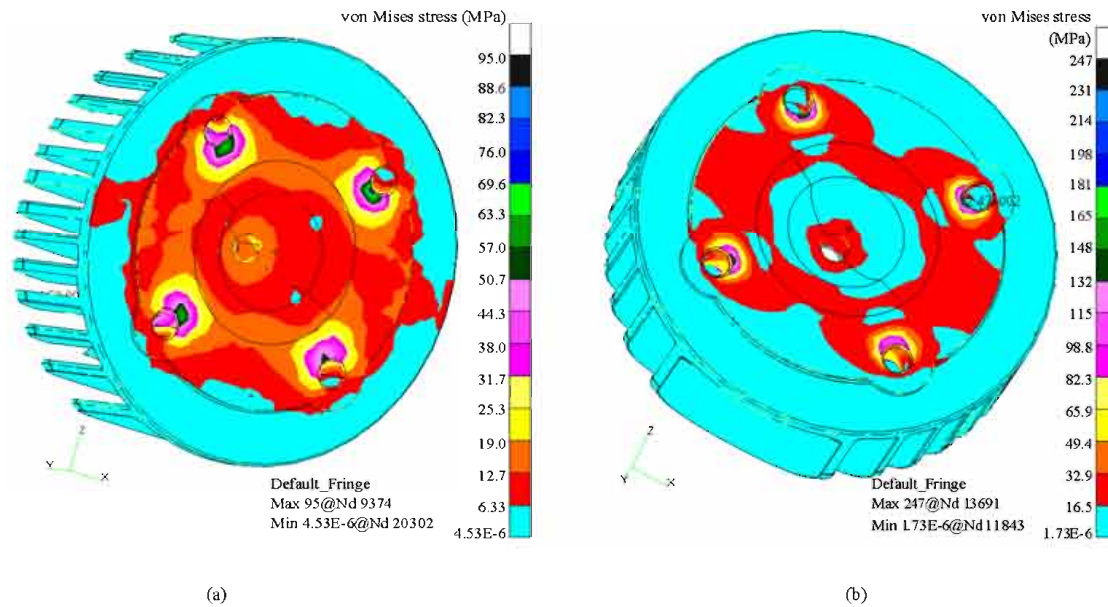 von Mises stress (MPa)
95.0
88.6
82.3
76.0
69.6
63.3
57.0
50.7
44.3
38.0
31.7
25.3
19.0
12.7
6.33
4.53E-6
Z
Y
X
Default_Fringe
Max 95@Nd 9374
Min 4.53E-6@Nd 20302
(a)
von Mises stress
(MPa)
247
231
214
198
181
165
148
132
115
98.8
82.3
65.9
49.4
32.9
16.5
1.73E-6
Z
Y
X
Default_Fringe
Max 247@Nd 13691
Min 1.73E-6@Nd 11843
(b)